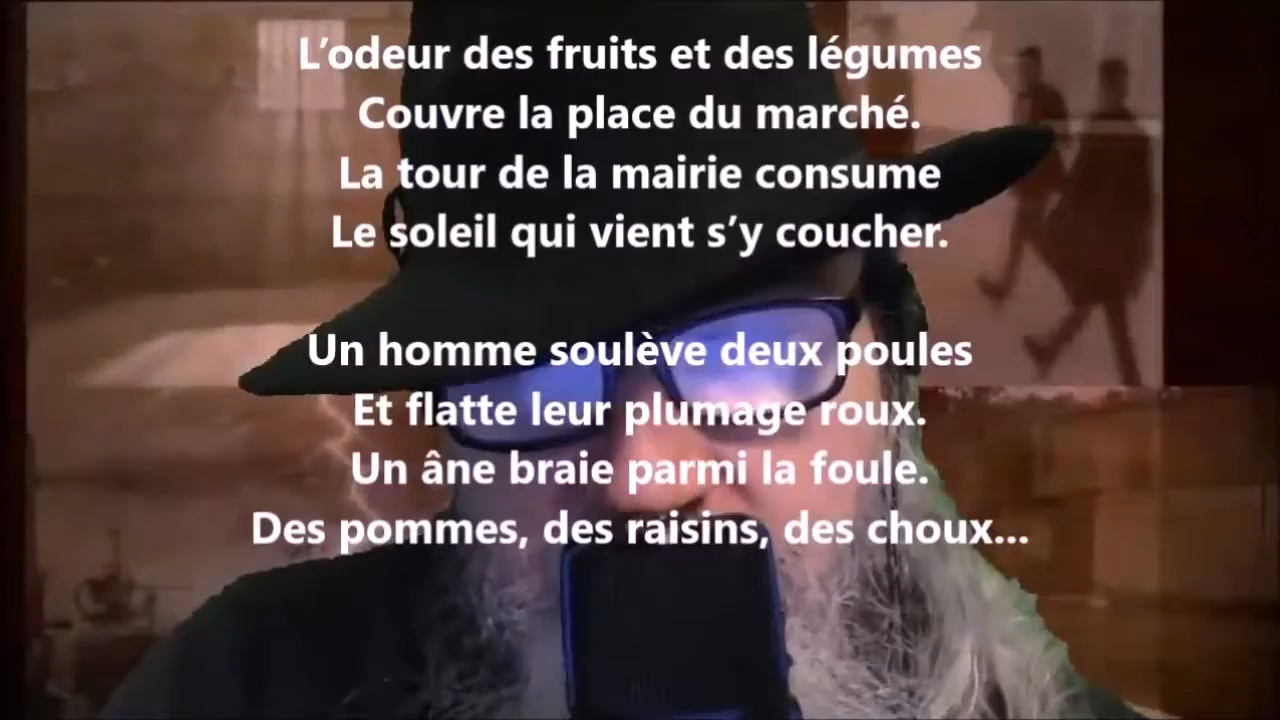 L’odeur des fruits et des légumes
Couvre la place du marché.
La tour de la mairie consume
Le soleil qui vient s’y coucher.
Un homme soulève deux poules
Et flatte leur plumage roux.
Un âne braie parmi la foule.
Des pommes, des raisins, des choux...